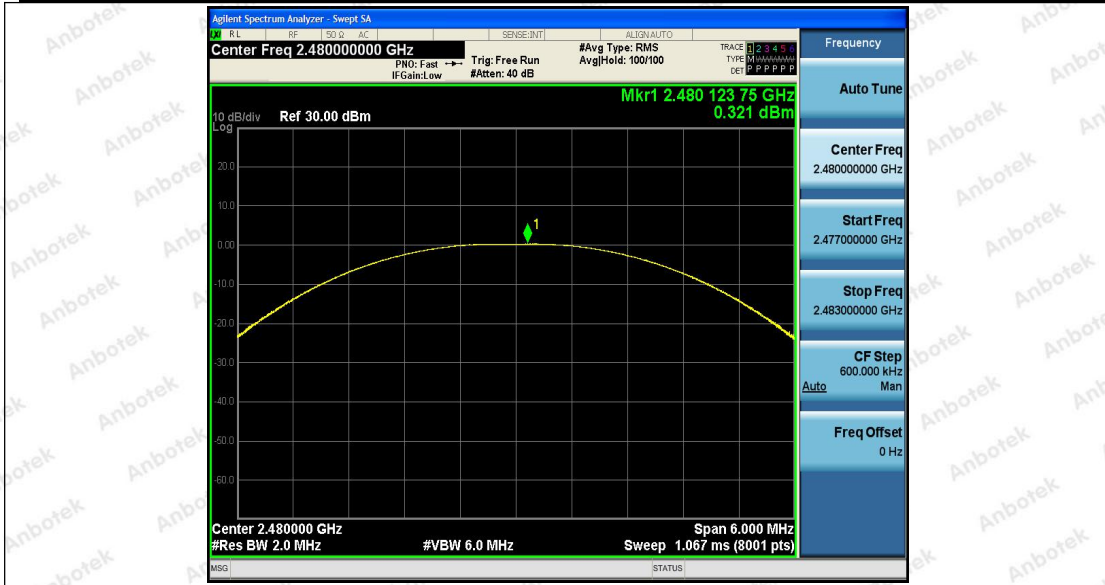 Agilent Spectrum Analyzer - Swept SA
LXI RL RF 50 Ω AC SENSE:INT ALIGNAUTO
Center Freq 2.480000000 GHz
PNO: Fast
IFGain:Low
Trig: Free Run
#Atten: 40 dB
#Avg Type: RMS
Avg|Hold: 100/100
TRACE 1 2 3 4 5 6
TYPE M
DET P P P P P P
Mkr1 2.480 123 75 GHz
0.321 dBm
10 dB/div Ref 30.00 dBm
Log
20.0
10.0
0.00
-10.0
-20.0
-30.0
-40.0
-50.0
-60.0
1
Center 2.480000 GHz Span 6.000 MHz
#Res BW 2.0 MHz #VBW 6.0 MHz Sweep 1.067 ms (8001 pts)
MSG STATUS
Frequency
Auto Tune
Center Freq
2.480000000 GHz
Start Freq
2.477000000 GHz
Stop Freq
2.483000000 GHz
CF Step
600.000 kHz
Auto Man
Freq Offset
0 Hz
Anbotek